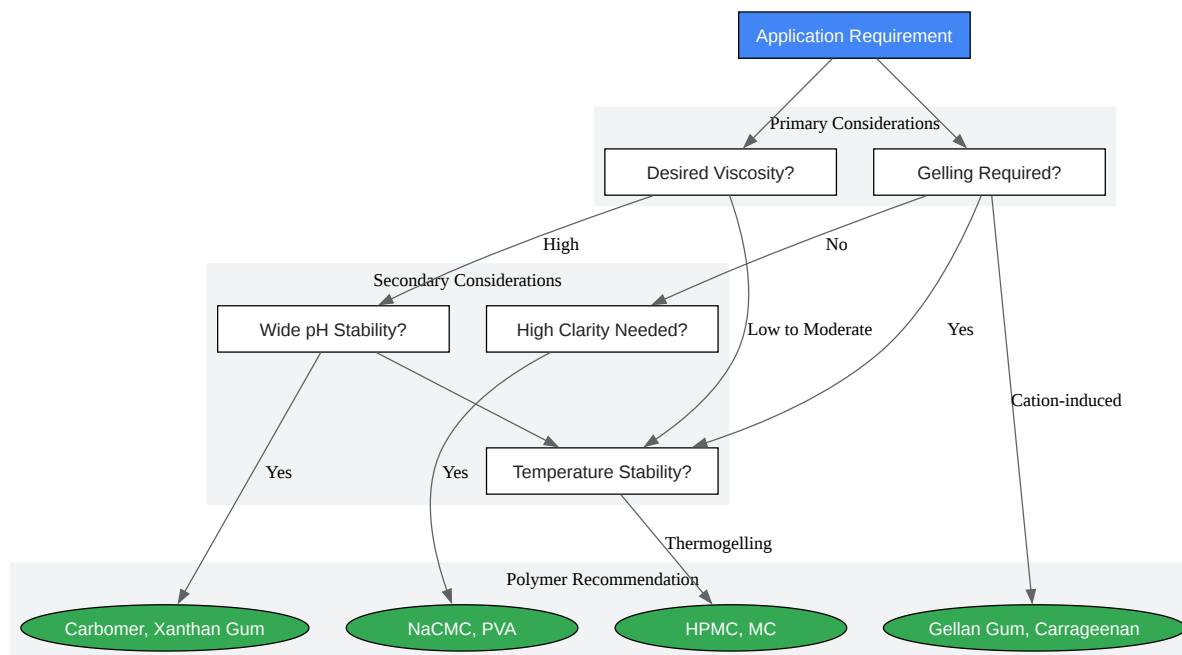 Application Requirement
Primary Considerations
Desired Viscosity?
Gelling Required?
High
No
Secondary Considerations
Wide pH Stability?
High Clarity Needed?
Low to Moderate
Yes
Cation-induced
Temperature Stability?
Yes
Yes
Thermogelling
Polymer Recommendation
Carbomer, Xanthan Gum
NaCMC, PVA
HPMC, MC
Gellan Gum, Carrageenan